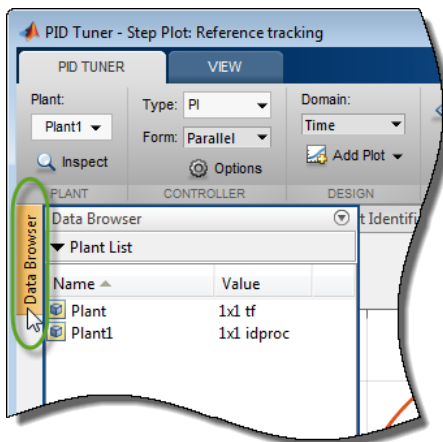 PID Tuner - Step Plot: Reference tracking
PID TUNER VIEW
Plant: Type: PI Domain:
Plant1 Form: Parallel Time
Inspect Options Add Plot
PLANT CONTROLLER DESIGN
Data Browser
Data Browser
Plant List
Name Value
Plant 1x1 tf
Plant1 1x1 idproc